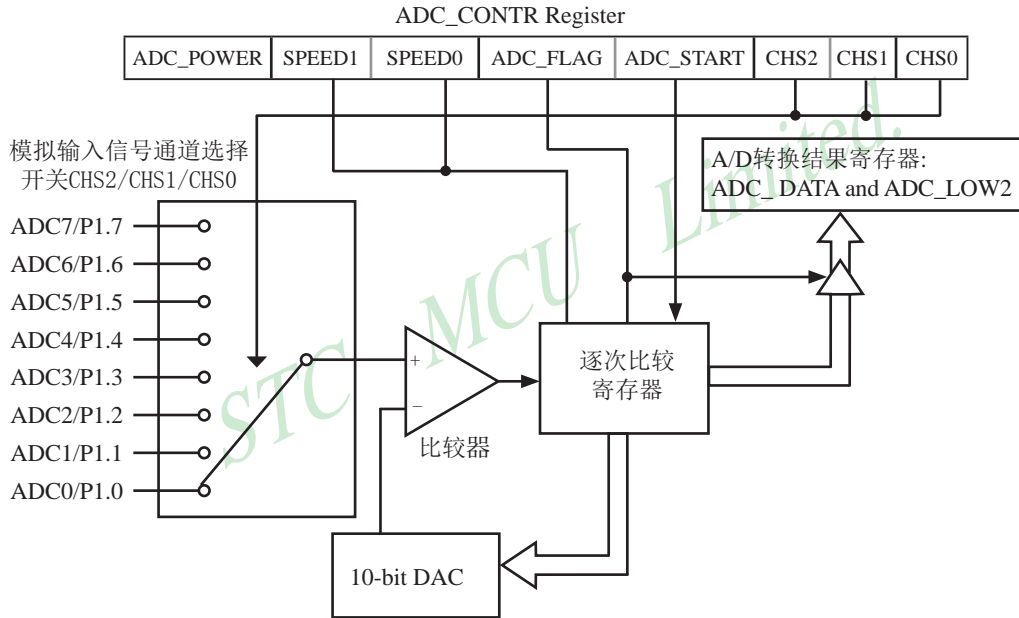 ADC_CONTR Register
ADC_POWER SPEED1 SPEED0 ADC_FLAG ADC_START CHS2 CHS1 CHS0
模拟输入信号通道选择
开关CHS2/CHS1/CHS0
A/D转换结果寄存器:
ADC_ DATA and ADC_LOW2
ADC7/P1.7
ADC6/P1.6
ADC5/P1.5
ADC4/P1.4
ADC3/P1.3
ADC2/P1.2
ADC1/P1.1
ADC0/P1.0
+
−
比较器
逐次比较
寄存器
10-bit DAC
STC MCU Limited.